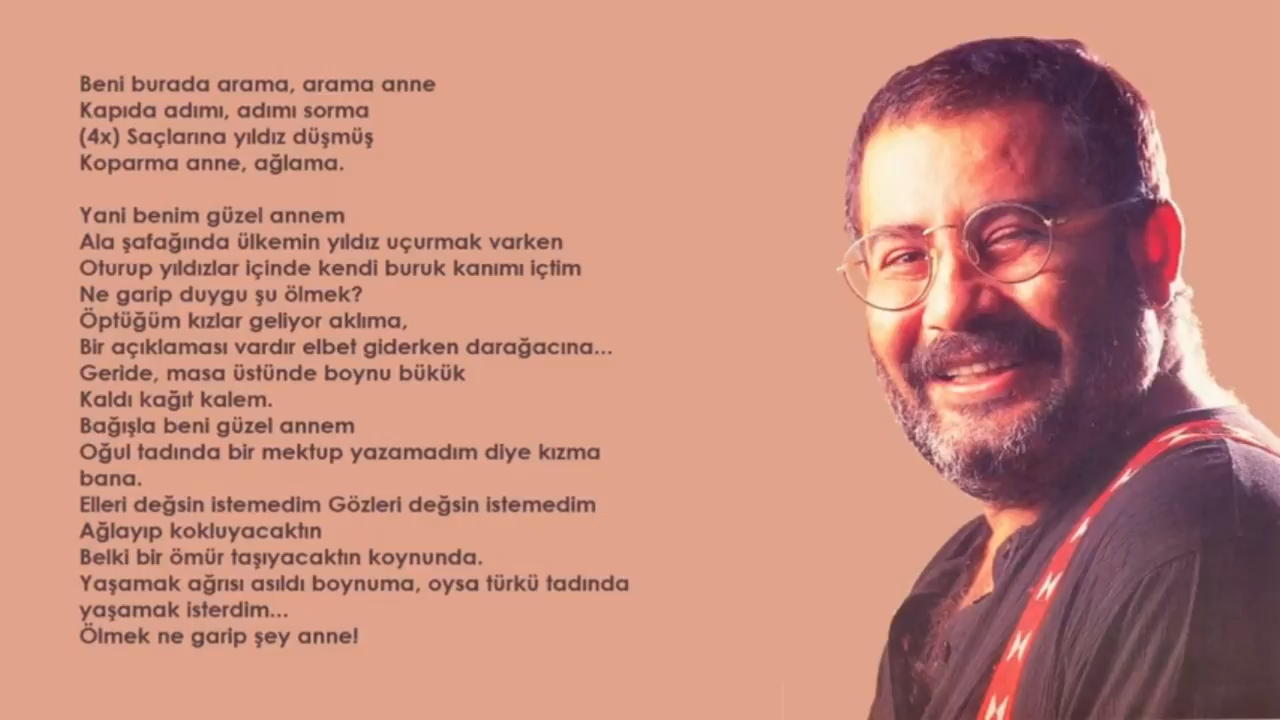 Beni burada arama, arama anne
Kapıda adımı, adımı sorma
(4x) Saçlarına yıldız düşmüş
Koparma anne, ağlama.
Yani benim güzel annem
Ala şafağında ülkemin yıldız uçurmak varken
Oturup yıldızlar içinde kendi buruk kanımı içtim
Ne garip duygu şu ölmek?
Öptüğüm kızlar geliyor aklıma,
Bir açıklaması vardır elbet giderken darağacına...
Geride, masa üstünde boynu bükük
Kaldı kağıt kalem.
Bağışla beni güzel annem
Oğul tadında bir mektup yazamadım diye kızma
bana.
Elleri değsin istemedim Gözleri değsin istemedim
Ağlayıp kokluyacaktın
Belki bir ömür taşıyacaktın koynunda.
Yaşamak ağrısı asıldı boynuma, oysa türkü tadında
yaşamak isterdim...
Ölmek ne garip şey anne!